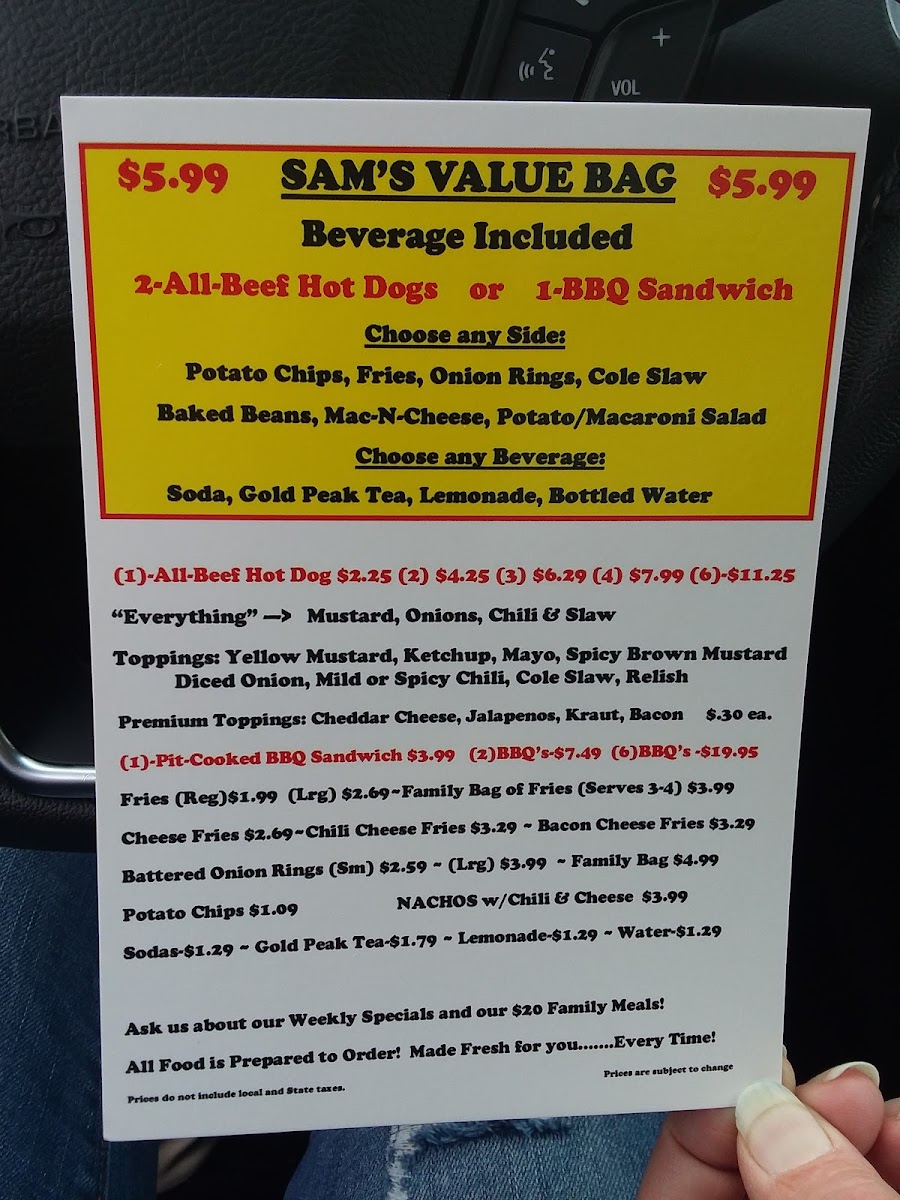 VOL
$5.99 SAM'S VALUE BAG $5.99
Beverage Included
2-All-Beef Hot Dogs or 1-BBQ Sandwich
Choose any Side:
Potato Chips, Fries, Onion Rings, Cole Slaw
Baked Beans, Mac-N-Cheese, Potato/Macaroni Salad
Choose any Beverage:
Soda, Gold Peak Tea, Lemonade, Bottled Water
(1)-All-Beef Hot Dog $2.25 (2) $4.25 (3) $6.29 (4) $7.99 (6)-$11.25
“Everything” —> Mustard, Onions, Chili & Slaw
Toppings: Yellow Mustard, Ketchup, Mayo, Spicy Brown Mustard
Diced Onion, Mild or Spicy Chili, Cole Slaw, Relish
Premium Toppings: Cheddar Cheese, Jalapenos, Kraut, Bacon $.30 ea.
(1)-Pit-Cooked BBQ Sandwich $3.99 (2)BBQ's-$7.49 (6)BBQ's -$19.95
Fries (Reg)$1.99 (Lrg) $2.69~Family Bag of Fries (Serves 3-4) $3.99
Cheese Fries $2.69~Chili Cheese Fries $3.29 ~ Bacon Cheese Fries $3.29
Battered Onion Rings (Sm) $2.59 ~ (Lrg) $3.99 ~ Family Bag $4.99
Potato Chips $1.09 NACHOS w/Chili & Cheese $3.99
Sodas-$1.29 ~ Gold Peak Tea-$1.79 ~ Lemonade-$1.29 ~ Water-$1.29
Ask us about our Weekly Specials and our $20 Family Meals!
All Food is Prepared to Order! Made Fresh for you.......Every Time!
Prices do not include local and State taxes. Prices are subject to change